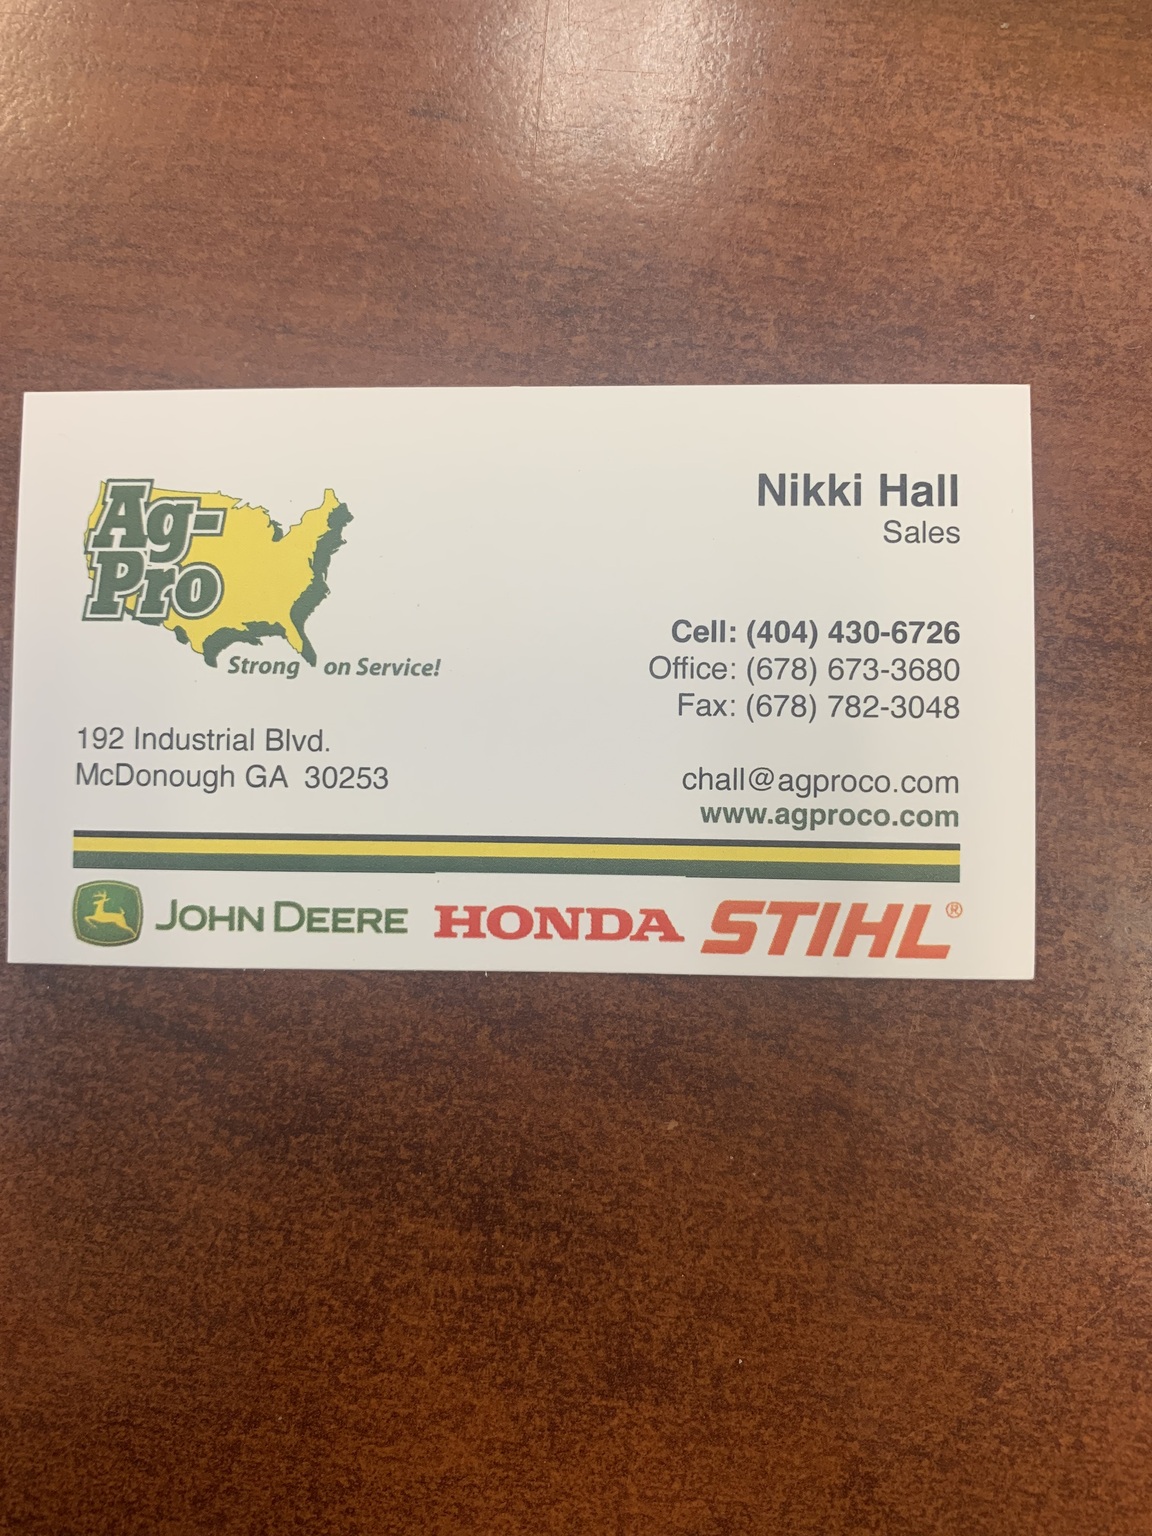 Ag-
Pro
Strong on Service!
192 Industrial Blvd.
McDonough GA 30253
Nikki Hall
Sales
Cell: (404) 430-6726
Office: (678) 673-3680
Fax: (678) 782-3048
chall@agproco.com
www.agproco.com
JOHN DEERE HONDA STIHL®